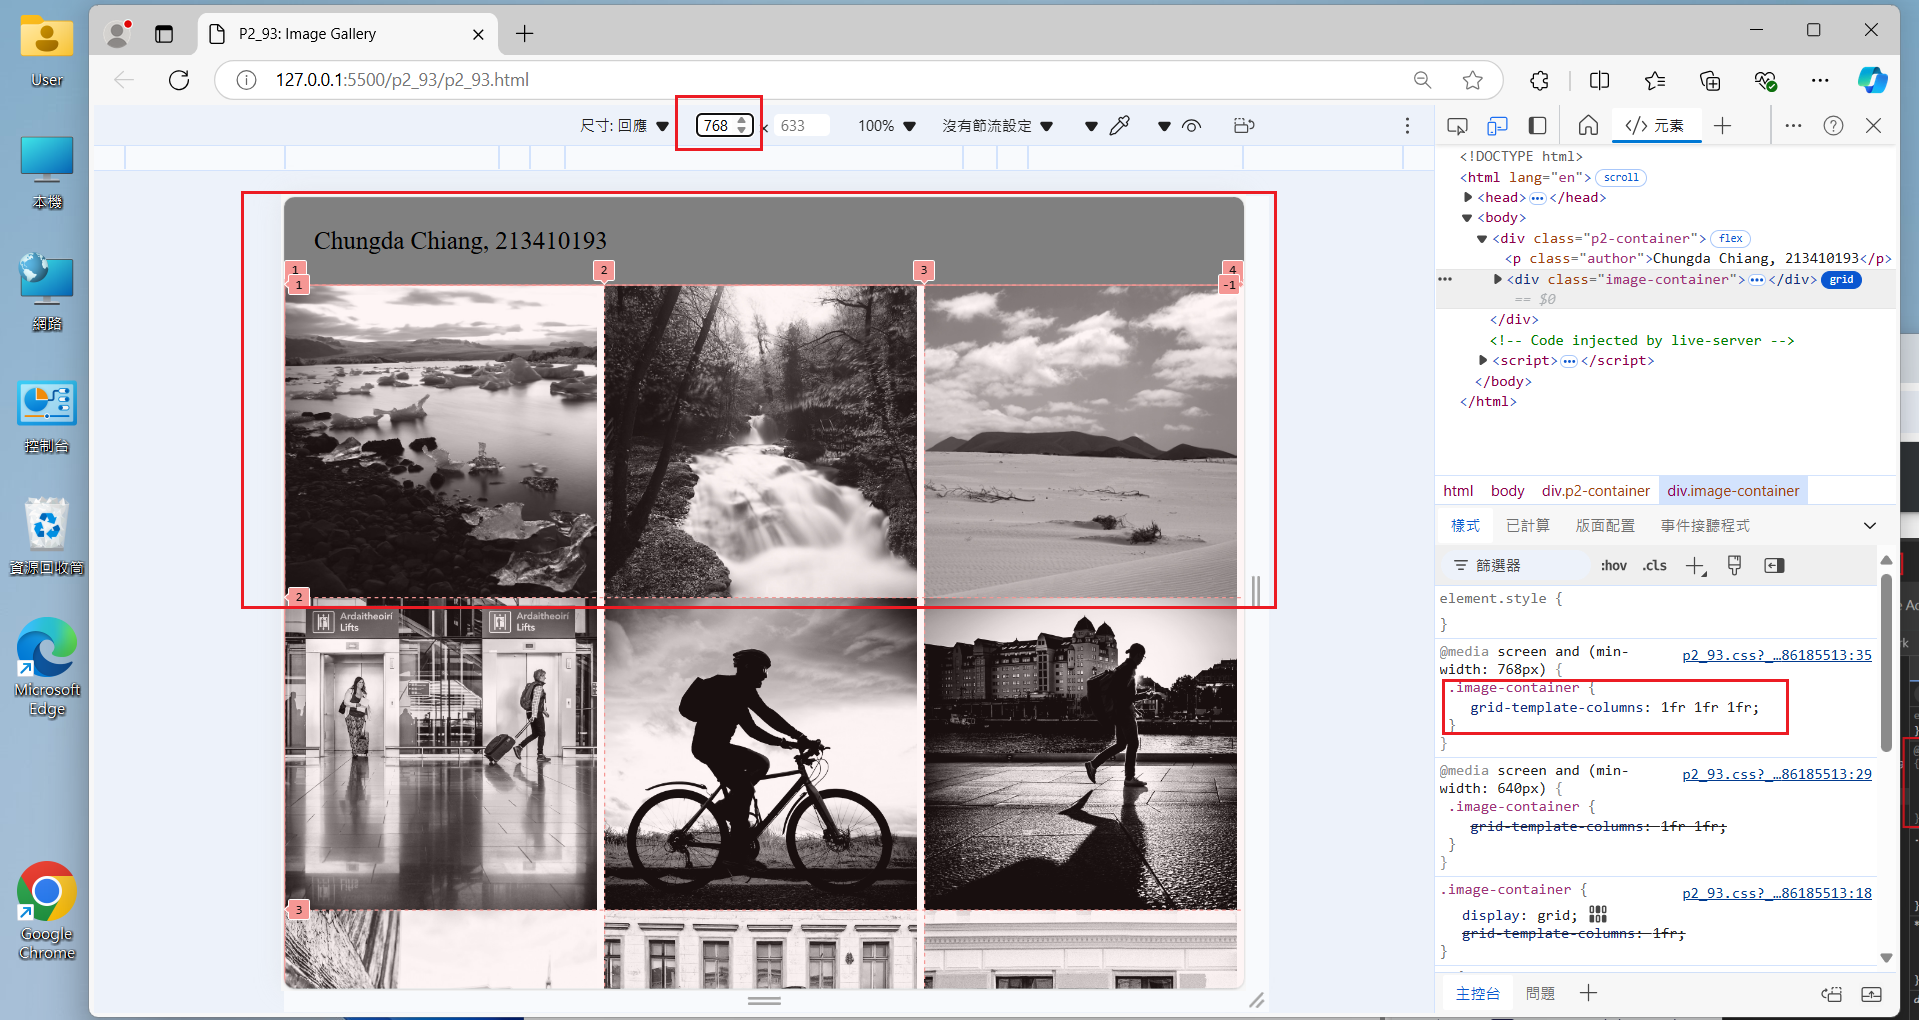 User
本機
網路
控制台
資源回收筒
Microsoft
Edge
Google
Chrome
P2_93: Image Gallery
127.0.0.1:5500/p2_93/p2_93.html
尺寸: 回應
768
×
633
100%
沒有節流設定
Chungda Chiang, 213410193
1
2
3
4
1
-1
2
Ardaitheoirí
Lifts
Ardaitheoirí
Lifts
3
</> 元素
<!DOCTYPE html>
<html lang="en"> scroll
<head> ••• </head>
<body>
<div class="p2-container"> flex
<p class="author">Chungda Chiang, 213410193</p>
••• <div class="image-container"> ••• </div> grid
== $0
</div>
<!-- Code injected by live-server -->
<script> ••• </script>
</body>
</html>
html body div.p2-container div.image-container
樣式 已計算 版面配置 事件接聽程式
篩選器 :hov .cls
element.style {
}
@media screen and (min- p2_93.css?_…86185513:35
width: 768px) {
.image-container {
grid-template-columns: 1fr 1fr 1fr;
}
}
@media screen and (min- p2_93.css?_…86185513:29
width: 640px) {
.image-container {
grid-template-columns: 1fr 1fr;
}
}
.image-container { p2_93.css?_…86185513:18
display: grid;
grid-template-columns: 1fr;
}
主控台 問題